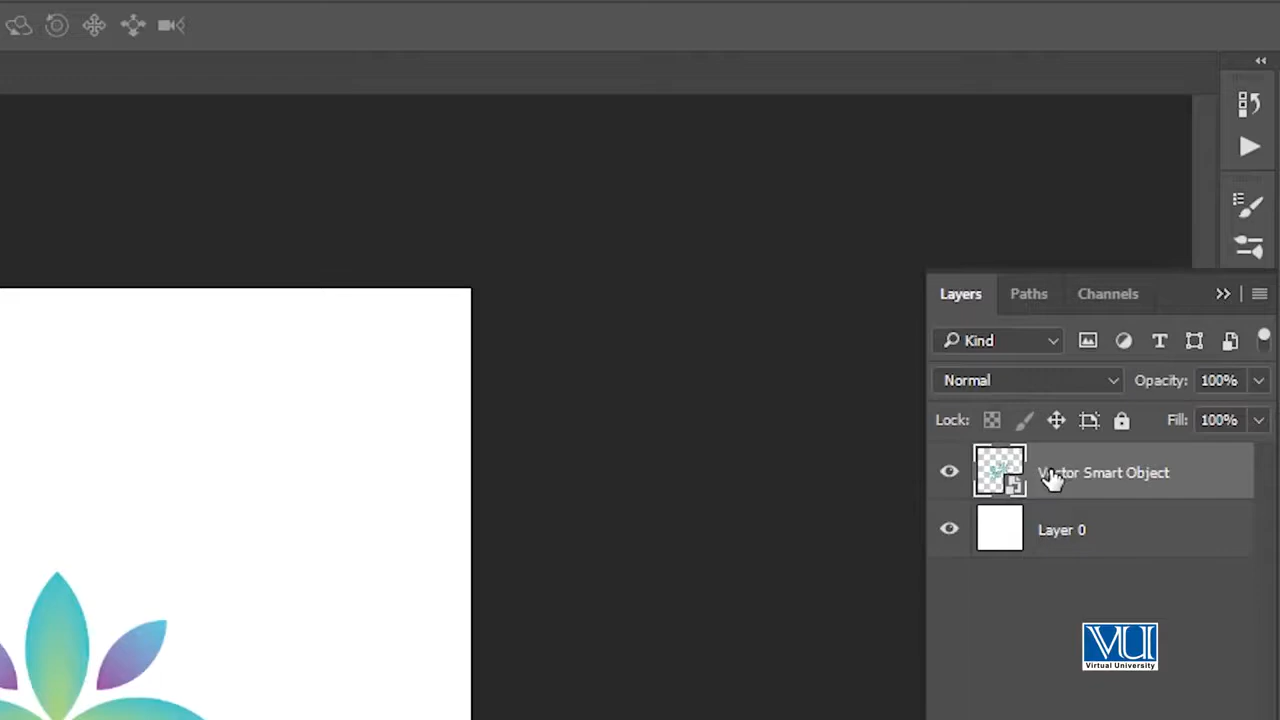 Layers Paths Channels
Kind
Normal Opacity: 100%
Lock: Fill: 100%
Vector Smart Object
Layer 0
VU
Virtual University